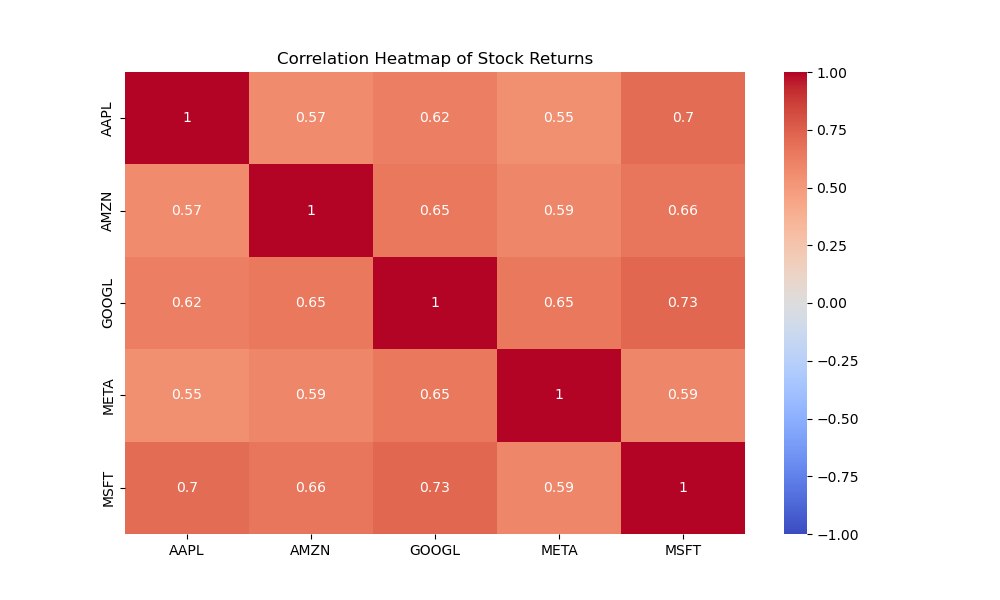 Correlation Heatmap of Stock Returns
AAPL 1 0.57 0.62 0.55 0.7
AMZN 0.57 1 0.65 0.59 0.66
GOOGL 0.62 0.65 1 0.65 0.73
META 0.55 0.59 0.65 1 0.59
MSFT 0.7 0.66 0.73 0.59 1
AAPL AMZN GOOGL META MSFT
1.00
0.75
0.50
0.25
0.00
−0.25
−0.50
−0.75
−1.00